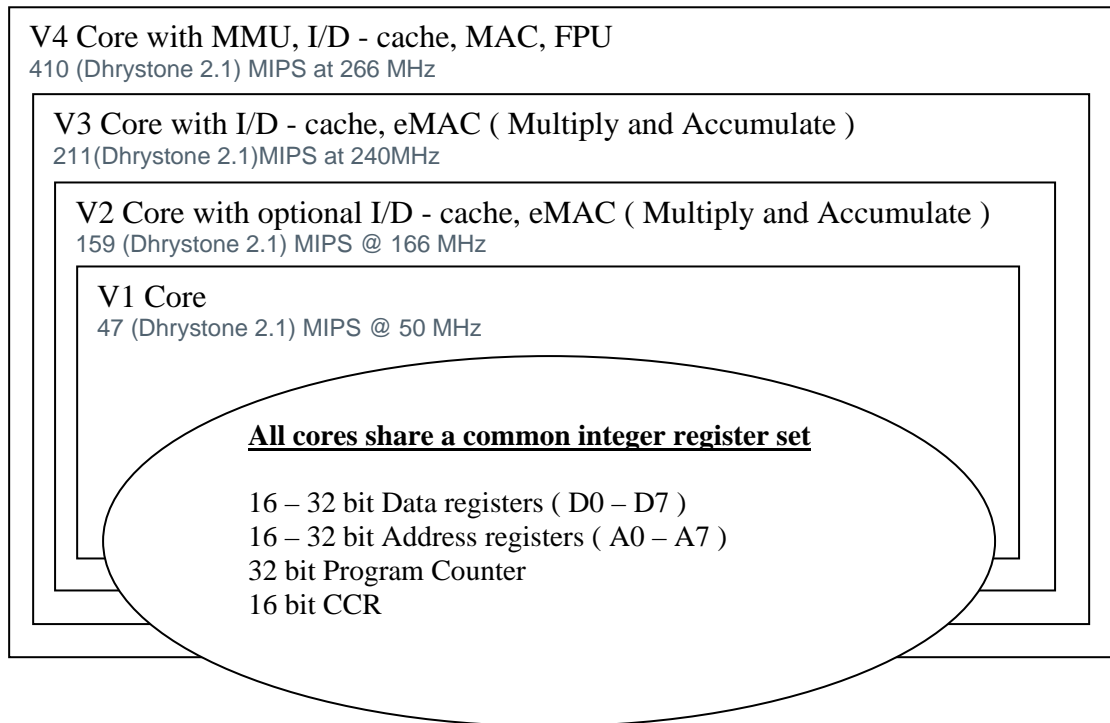 V4 Core with MMU, I/D - cache, MAC, FPU
410 (Dhrystone 2.1) MIPS at 266 MHz
V3 Core with I/D - cache, eMAC ( Multiply and Accumulate )
211(Dhrystone 2.1)MIPS at 240MHz
V2 Core with optional I/D - cache, eMAC ( Multiply and Accumulate )
159 (Dhrystone 2.1) MIPS @ 166 MHz
V1 Core
47 (Dhrystone 2.1) MIPS @ 50 MHz
All cores share a common integer register set
16 – 32 bit Data registers ( D0 – D7 )
16 – 32 bit Address registers ( A0 – A7 )
32 bit Program Counter
16 bit CCR